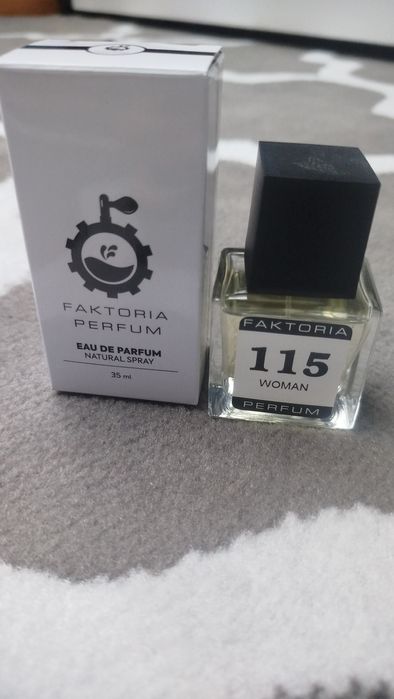 FAKTORIA
PERFUM
EAU DE PARFUM
NATURAL SPRAY
35 ml
FAKTORIA
115
WOMAN
PERFUM